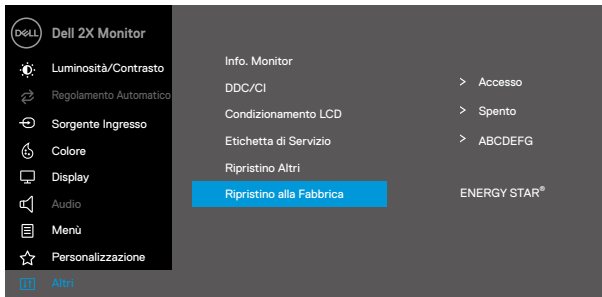 DELL Dell 2X Monitor
Luminosità/Contrasto
Regolamento Automatico
Sorgente Ingresso
Colore
Display
Audio
Menù
Personalizzazione
Altri
Info. Monitor
DDC/CI > Accesso
Condizionamento LCD > Spento
Etichetta di Servizio > ABCDEFG
Ripristino Altri
Ripristino alla Fabbrica ENERGY STAR®